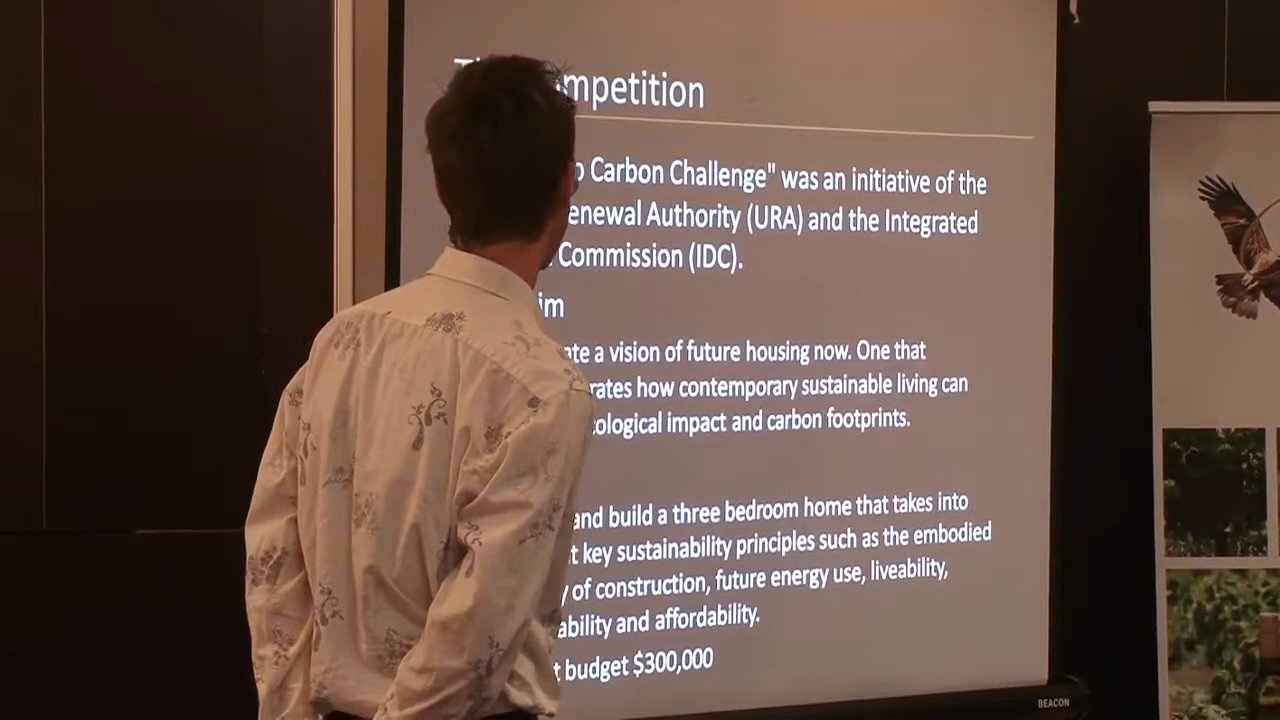 mpetition
Carbon Challenge" was an initiative of the
enewal Authority (URA) and the Integrated
Commission (IDC).
im
ate a vision of future housing now. One that
rates how contemporary sustainable living can
ological impact and carbon footprints.
and build a three bedroom home that takes into
t key sustainability principles such as the embodied
y of construction, future energy use, liveability,
ability and affordability.
t budget $300,000
BEACON